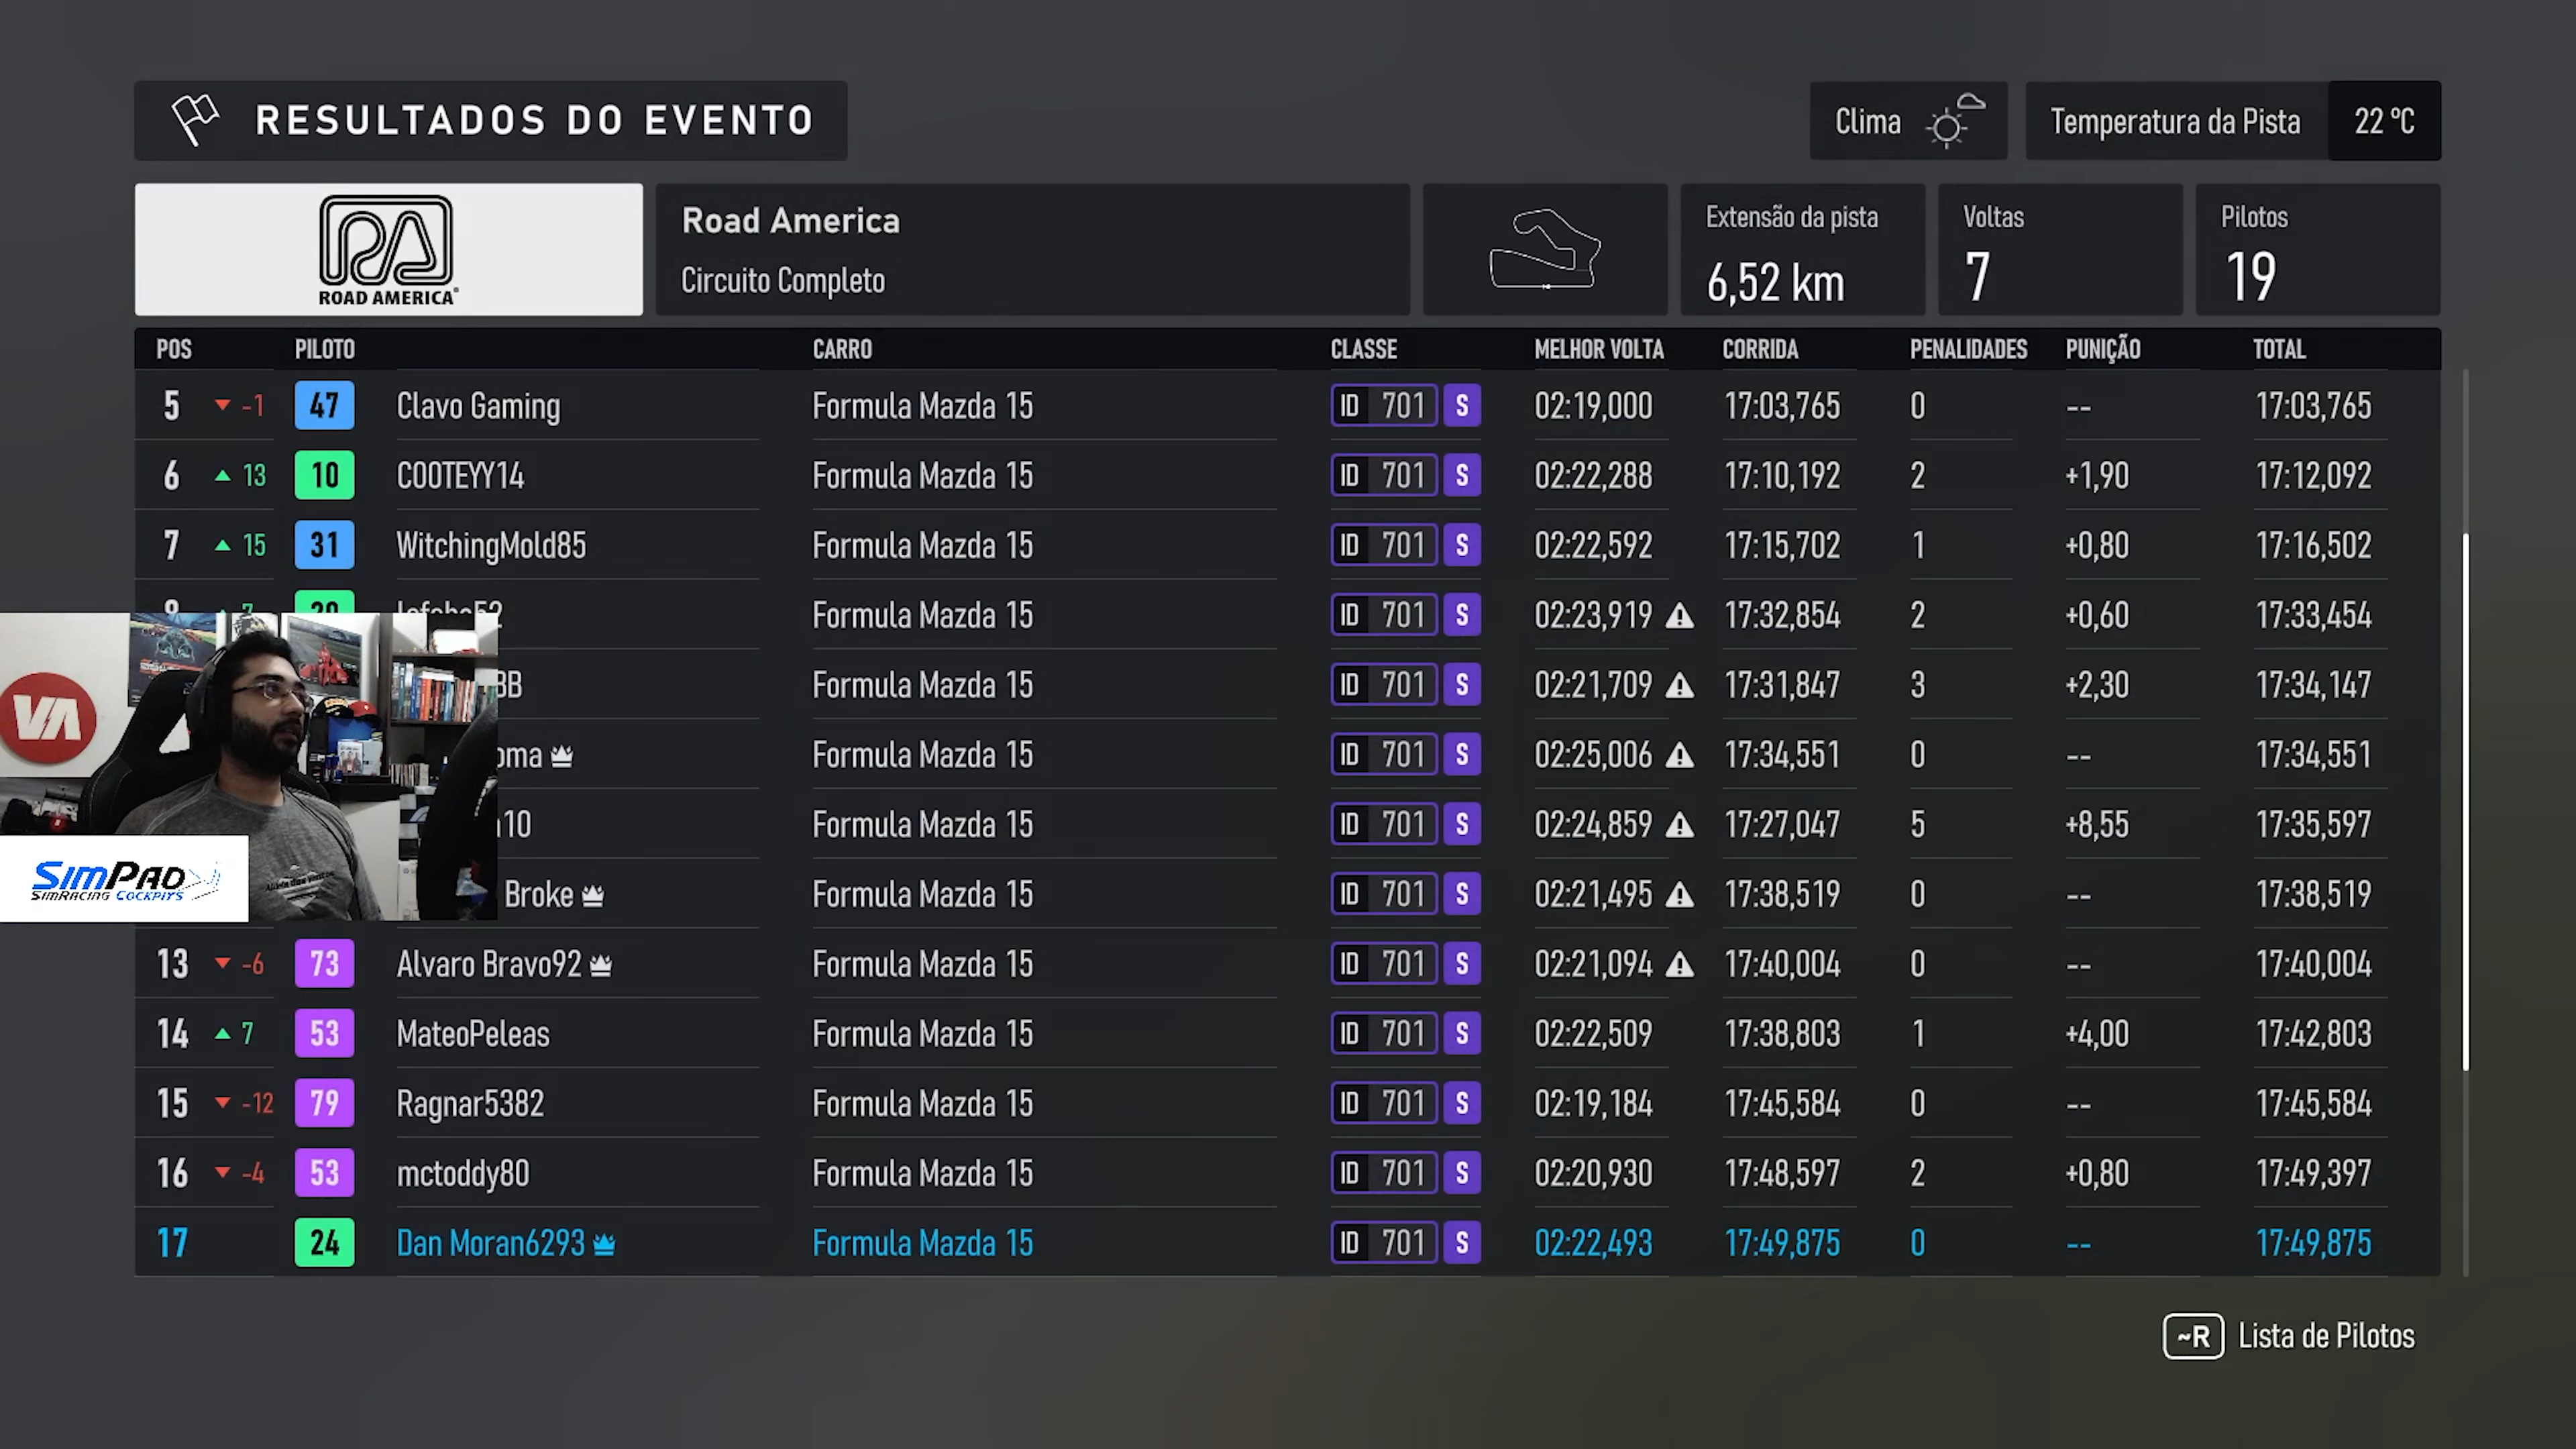 RESULTADOS DO EVENTO
Clima
Temperatura da Pista 22 °C
ROAD AMERICA
Road America
Circuito Completo
Extensão da pista
6,52 km
Voltas
7
Pilotos
19
POS PILOTO CARRO CLASSE MELHOR VOLTA CORRIDA PENALIDADES PUNIÇÃO TOTAL
5 -1 47 Clavo Gaming Formula Mazda 15 ID 701 S 02:19,000 17:03,765 0 -- 17:03,765
6 13 10 COOTEYY14 Formula Mazda 15 ID 701 S 02:22,288 17:10,192 2 +1,90 17:12,092
7 15 31 WitchingMold85 Formula Mazda 15 ID 701 S 02:22,592 17:15,702 1 +0,80 17:16,502
8 7 Formula Mazda 15 ID 701 S 02:23,919 17:32,854 2 +0,60 17:33,454
BB Formula Mazda 15 ID 701 S 02:21,709 17:31,847 3 +2,30 17:34,147
oma Formula Mazda 15 ID 701 S 02:25,006 17:34,551 0 -- 17:34,551
10 Formula Mazda 15 ID 701 S 02:24,859 17:27,047 5 +8,55 17:35,597
Broke Formula Mazda 15 ID 701 S 02:21,495 17:38,519 0 -- 17:38,519
13 -6 73 Alvaro Bravo92 Formula Mazda 15 ID 701 S 02:21,094 17:40,004 0 -- 17:40,004
14 7 53 MateoPeleas Formula Mazda 15 ID 701 S 02:22,509 17:38,803 1 +4,00 17:42,803
15 -12 79 Ragnar5382 Formula Mazda 15 ID 701 S 02:19,184 17:45,584 0 -- 17:45,584
16 -4 53 mctoddy80 Formula Mazda 15 ID 701 S 02:20,930 17:48,597 2 +0,80 17:49,397
17 24 Dan Moran6293 Formula Mazda 15 ID 701 S 02:22,493 17:49,875 0 -- 17:49,875
VA
SIMPAD
SIMRACING COCKPITS
~R Lista de Pilotos